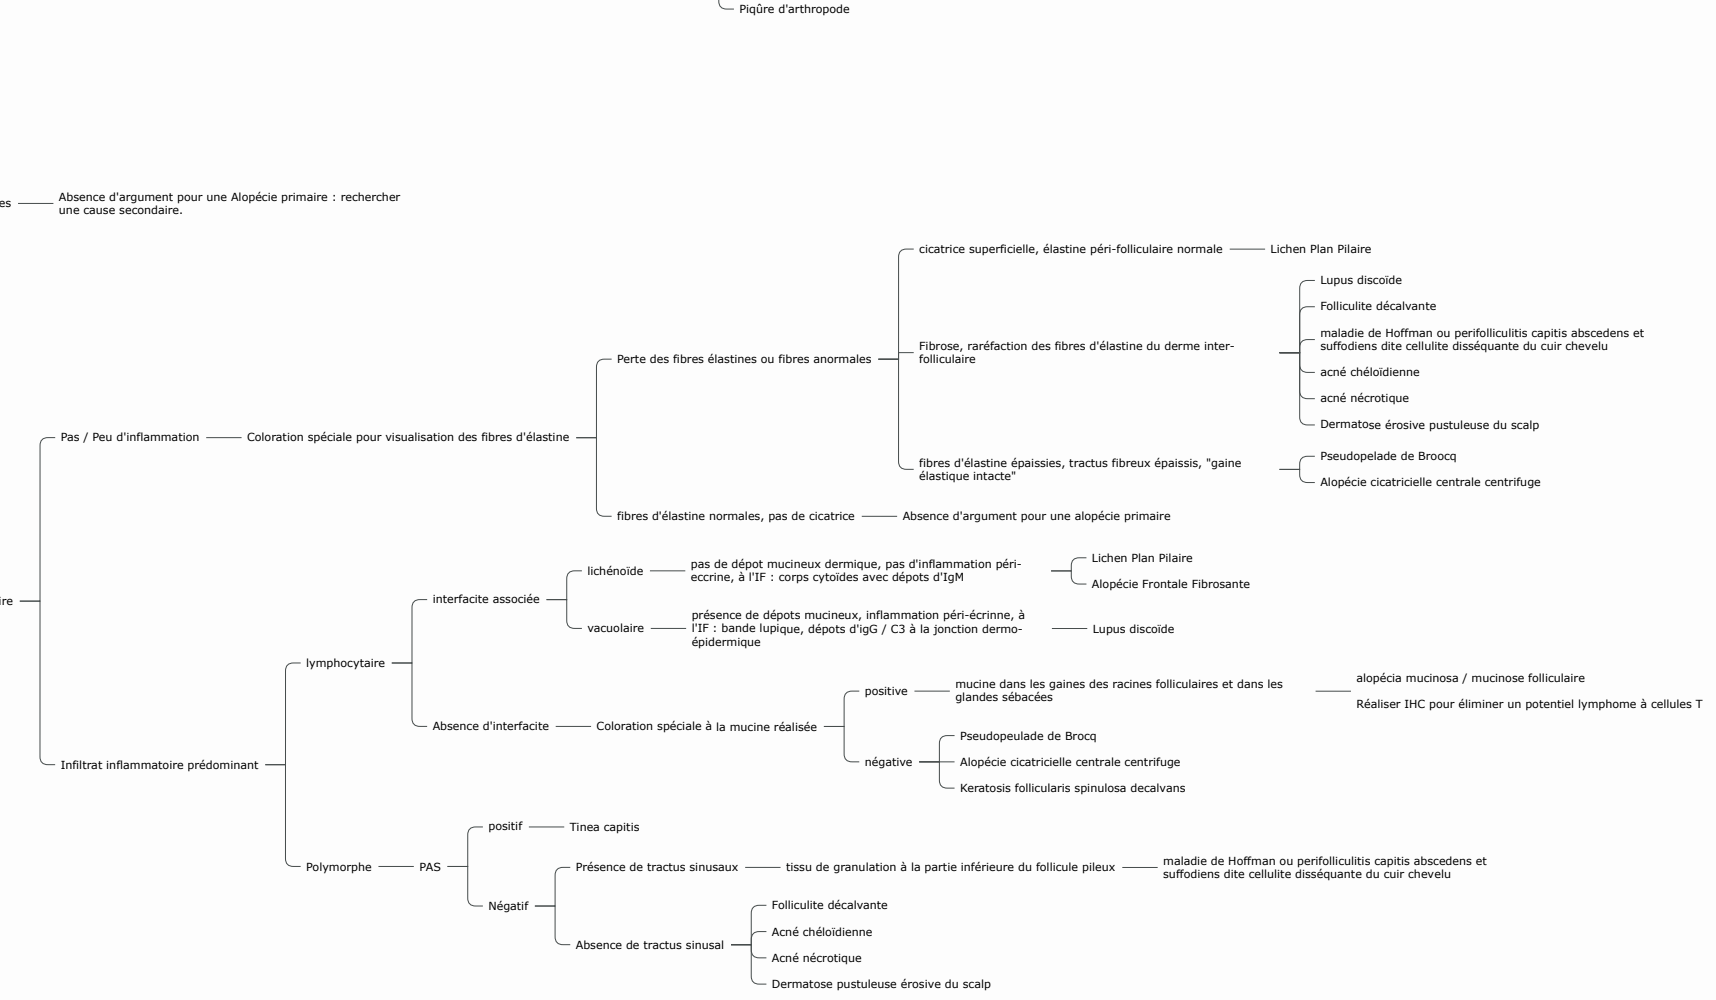 Piqûre d'arthropode
es
Absence d'argument pour une Alopécie primaire : rechercher
une cause secondaire.
ire
Pas / Peu d'inflammation
Coloration spéciale pour visualisation des fibres d'élastine
Perte des fibres élastines ou fibres anormales
cicatrice superficielle, élastine péri-folliculaire normale
Lichen Plan Pilaire
Fibrose, raréfaction des fibres d'élastine du derme inter-
folliculaire
Lupus discoïde
Folliculite décalvante
maladie de Hoffman ou perifolliculitis capitis abscedens et
suffodiens dite cellulite disséquante du cuir chevelu
acné chéloïdienne
acné nécrotique
Dermatose érosive pustuleuse du scalp
fibres d'élastine épaissies, tractus fibreux épaissis, "gaine
élastique intacte"
Pseudopelade de Broocq
Alopécie cicatricielle centrale centrifuge
fibres d'élastine normales, pas de cicatrice
Absence d'argument pour une alopécie primaire
Infiltrat inflammatoire prédominant
lymphocytaire
interfacite associée
lichénoïde
pas de dépot mucineux dermique, pas d'inflammation péri-
eccrine, à l'IF : corps cytoïdes avec dépots d'IgM
Lichen Plan Pilaire
Alopécie Frontale Fibrosante
vacuolaire
présence de dépots mucineux, inflammation péri-écrinne, à
l'IF : bande lupique, dépots d'igG / C3 à la jonction dermo-
épidermique
Lupus discoïde
Absence d'interfacite
Coloration spéciale à la mucine réalisée
positive
mucine dans les gaines des racines folliculaires et dans les
glandes sébacées
alopécia mucinosa / mucinose folliculaire
Réaliser IHC pour éliminer un potentiel lymphome à cellules T
négative
Pseudopeulade de Brocq
Alopécie cicatricielle centrale centrifuge
Keratosis follicularis spinulosa decalvans
Polymorphe
PAS
positif
Tinea capitis
Négatif
Présence de tractus sinusaux
tissu de granulation à la partie inférieure du follicule pileux
maladie de Hoffman ou perifolliculitis capitis abscedens et
suffodiens dite cellulite disséquante du cuir chevelu
Absence de tractus sinusal
Folliculite décalvante
Acné chéloïdienne
Acné nécrotique
Dermatose pustuleuse érosive du scalp